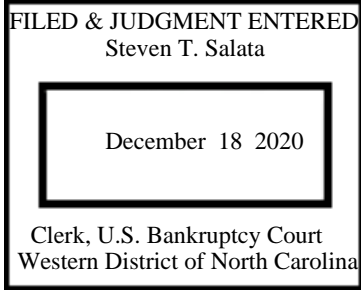 FILED & JUDGMENT ENTERED
Steven T. Salata
December 18 2020
Clerk, U.S. Bankruptcy Court
Western District of North Carolina